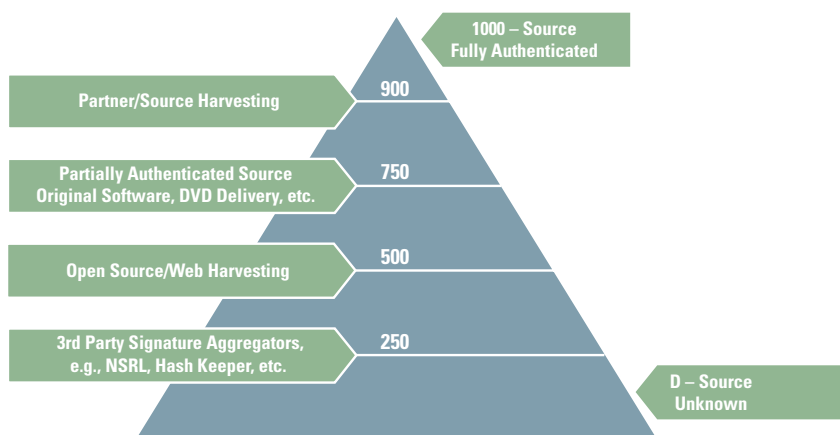 1000 – Source
Fully Authenticated
900
Partner/Source Harvesting
750
Partially Authenticated Source
Original Software, DVD Delivery, etc.
500
Open Source/Web Harvesting
250
3rd Party Signature Aggregators,
e.g., NSRL, Hash Keeper, etc.
D – Source
Unknown